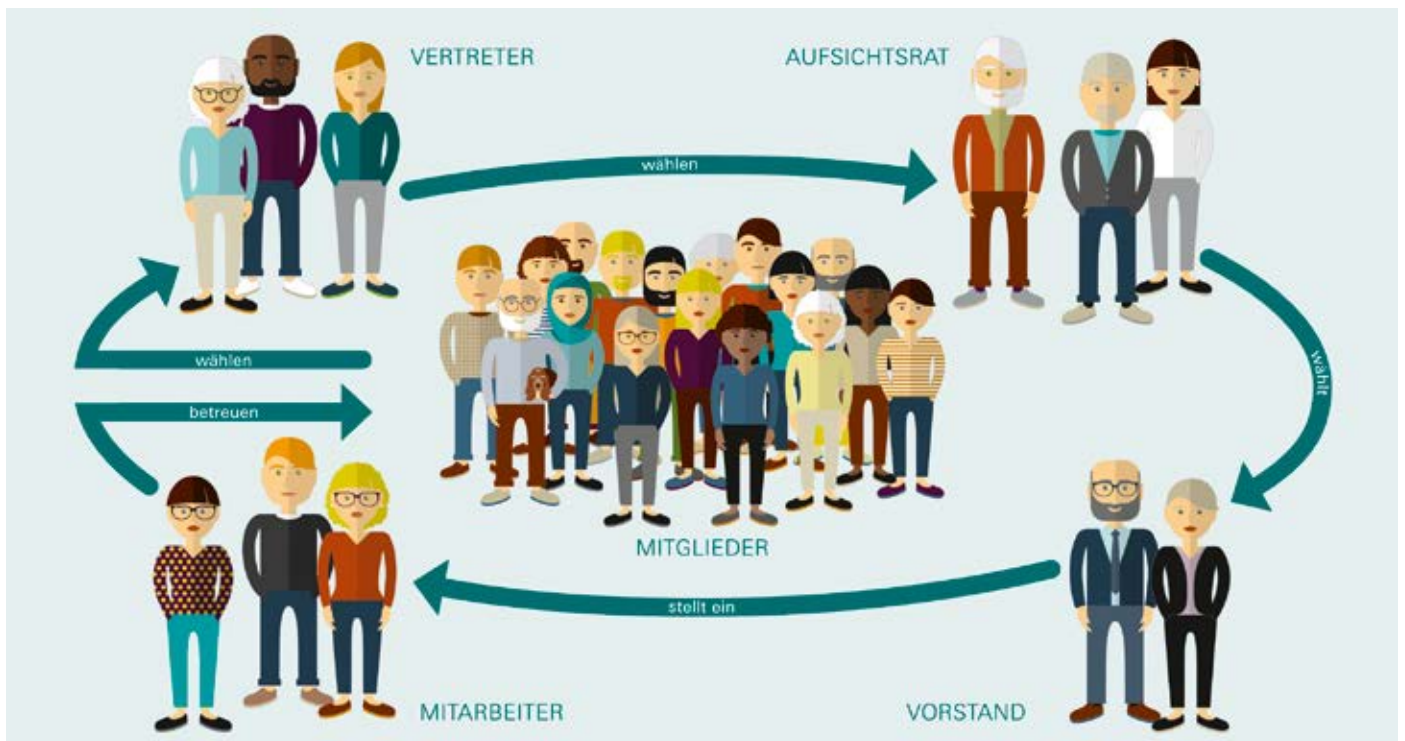 VERTRETER
AUFSICHTSRAT
wählen
wählen
wählt
betreuen
MITGLIEDER
stellt ein
MITARBEITER
VORSTAND